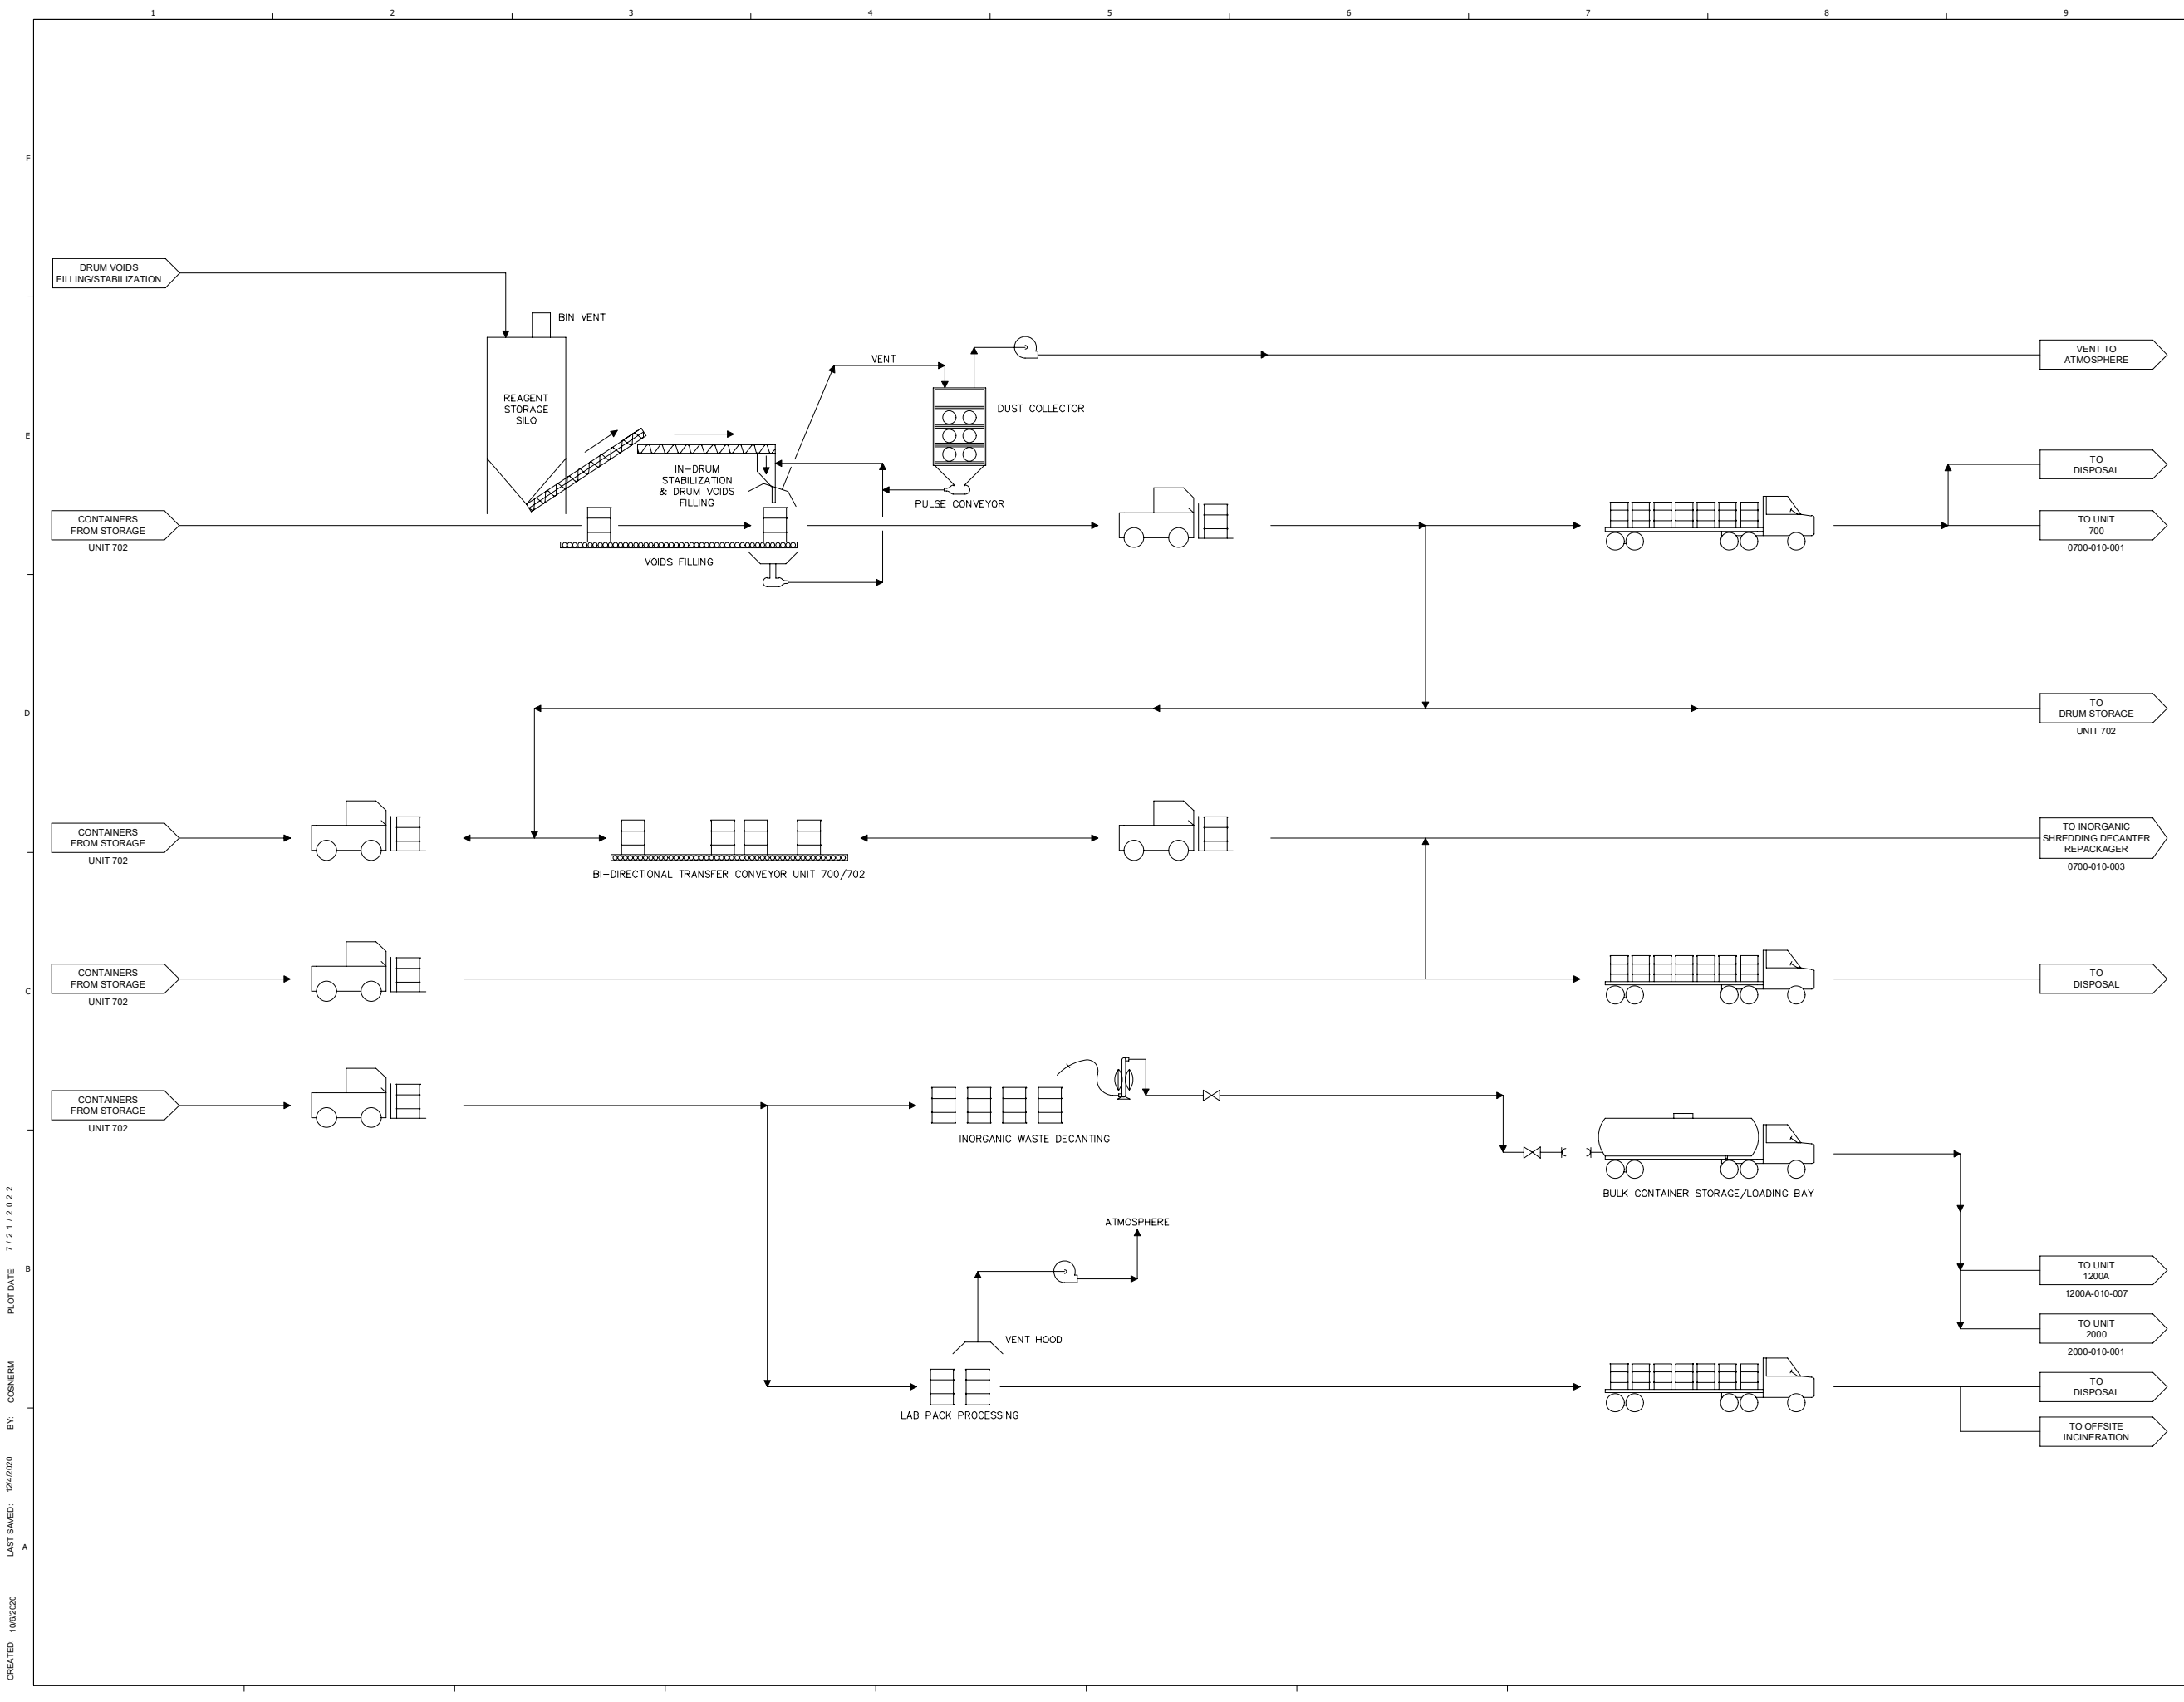 1
2
3
4
5
6
7
8
9
F
DRUM VOIDS
FILLING/STABILIZATION
BIN VENT
VENT
VENT TO
ATMOSPHERE
REAGENT
STORAGE
SILO
DUST COLLECTOR
E
IN-DRUM
STABILIZATION
& DRUM VOIDS
FILLING
TO
DISPOSAL
PULSE CONVEYOR
CONTAINERS
FROM STORAGE
UNIT 702
TO UNIT
700
0700-010-001
VOIDS FILLING
D
TO
DRUM STORAGE
UNIT 702
CONTAINERS
FROM STORAGE
UNIT 702
TO INORGANIC
SHREDDING DECANTER
REPACKAGER
0700-010-003
BI-DIRECTIONAL TRANSFER CONVEYOR UNIT 700/702
CONTAINERS
FROM STORAGE
UNIT 702
C
TO
DISPOSAL
CONTAINERS
FROM STORAGE
UNIT 702
INORGANIC WASTE DECANTING
BULK CONTAINER STORAGE/LOADING BAY
ATMOSPHERE
B
TO UNIT
1200A
1200A-010-007
TO UNIT
2000
2000-010-001
VENT HOOD
TO
DISPOSAL
LAB PACK PROCESSING
TO OFFSITE
INCINERATION
A
CREATED: 10/6/2020 LAST SAVED: 12/4/2020 BY: COSNERM PLOT DATE: 7/21/2022